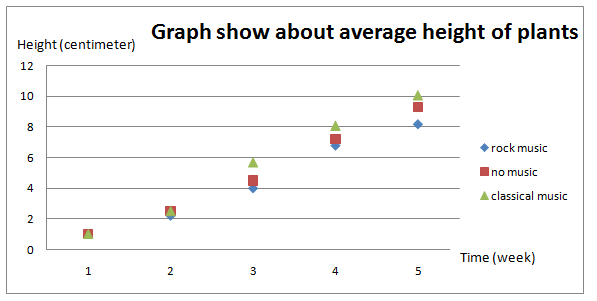 Graph show about average height of plants
Height (centimeter)
12
10
8
6
4
2
0
1 2 3 4 5
Time (week)
rock music
no music
classical music